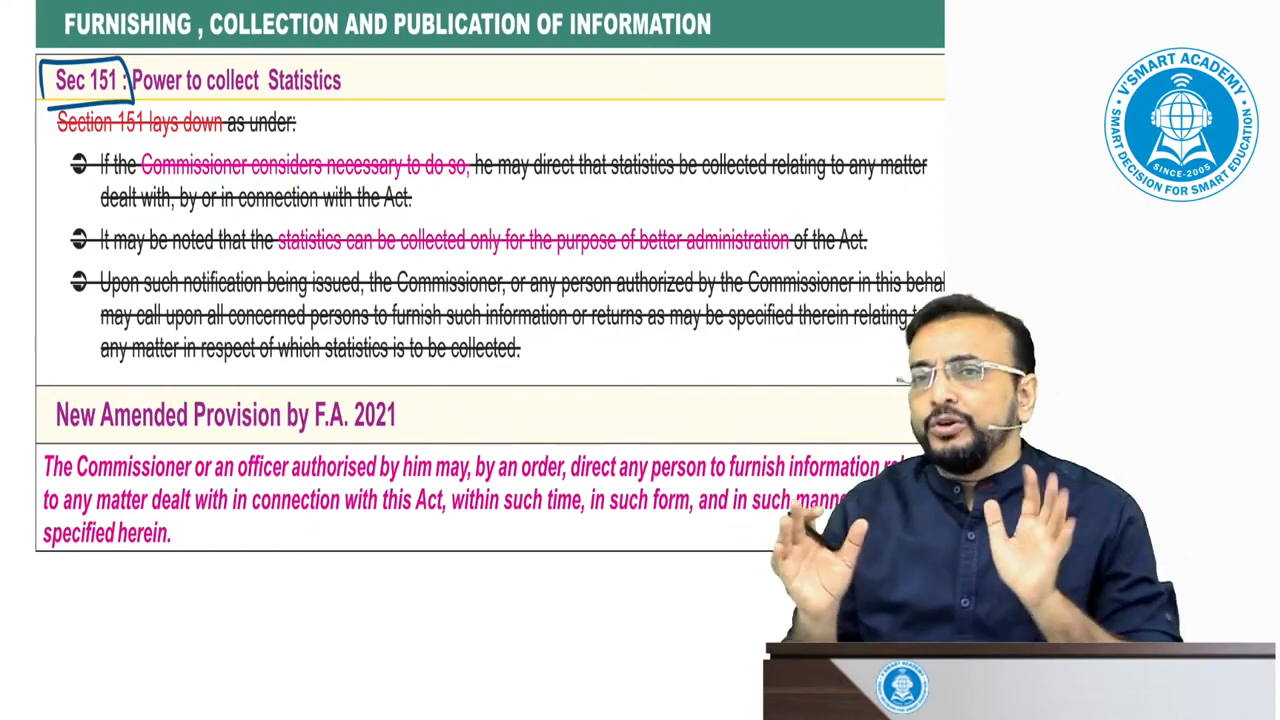 FURNISHING , COLLECTION AND PUBLICATION OF INFORMATION
Sec 151 : Power to collect Statistics
Section 151 lays down as under:
If the Commissioner considers necessary to do so, he may direct that statistics be collected relating to any matter
dealt with, by or in connection with the Act.
It may be noted that the statistics can be collected only for the purpose of better administration of the Act.
Upon such notification being issued, the Commissioner, or any person authorized by the Commissioner in this
may call upon all concerned persons to furnish such information or returns as may be specified therein relating
any matter in respect of which statistics is to be collected.
New Amended Provision by F.A. 2021
The Commissioner or an officer authorised by him may, by an order, direct any person to furnish information
to any matter dealt with in connection with this Act, within such time, in such form, and in such
specified herein.
V'SMART ACADEMY
SINCE-2005
SMART DECISION FOR SMART EDUCATION
V'SMART ACADEMY